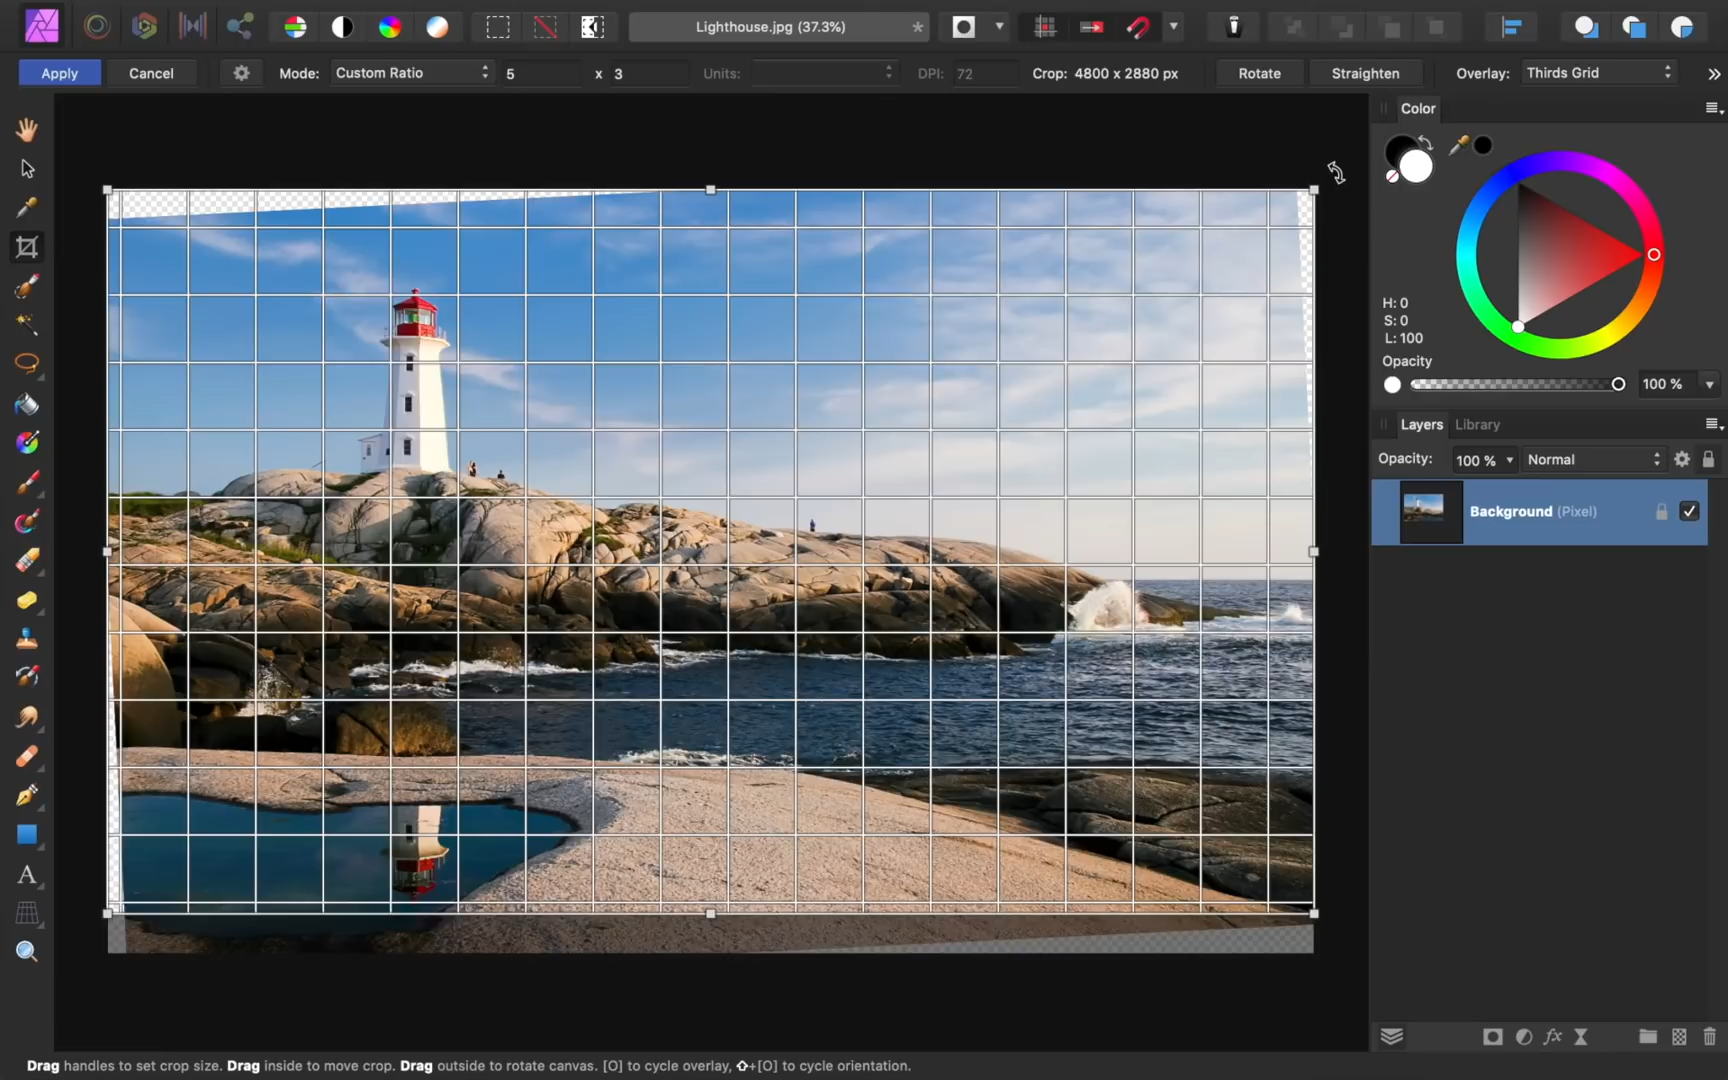 Lighthouse.jpg (37.3%)
*
Apply Cancel Mode: Custom Ratio 5 x 3 Units: DPI: 72 Crop: 4800 x 2880 px Rotate Straighten Overlay: Thirds Grid
Color
H: 0
S: 0
L: 100
Opacity
100 %
Layers Library
Opacity: 100 % Normal
Background (Pixel)
fx
A
Drag handles to set crop size. Drag inside to move crop. Drag outside to rotate canvas. [O] to cycle overlay, ⇧+[O] to cycle orientation.